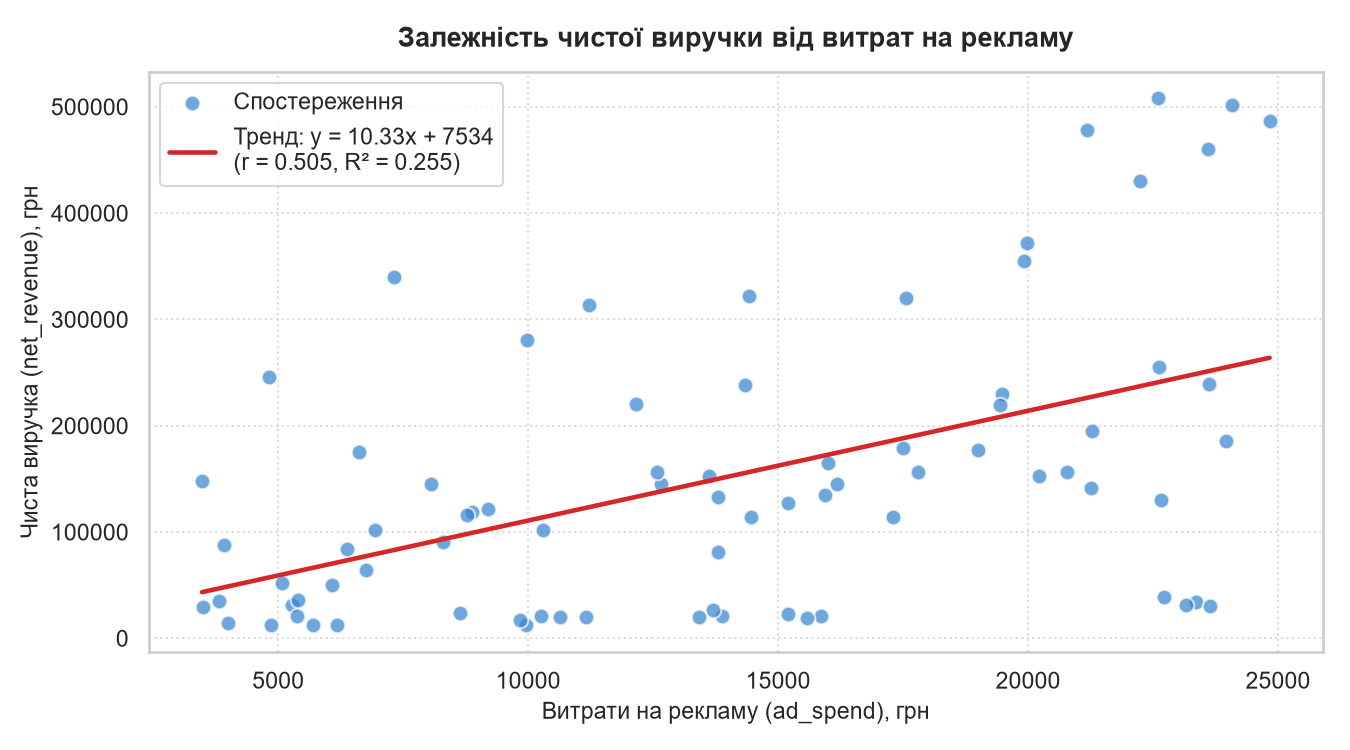 Залежність чистої виручки від витрат на рекламу
Спостереження
Тренд: y = 10.33x + 7534
(r = 0.505, R² = 0.255)
Чиста виручка (net_revenue), грн
500000
400000
300000
200000
100000
0
5000 10000 15000 20000 25000
Витрати на рекламу (ad_spend), грн